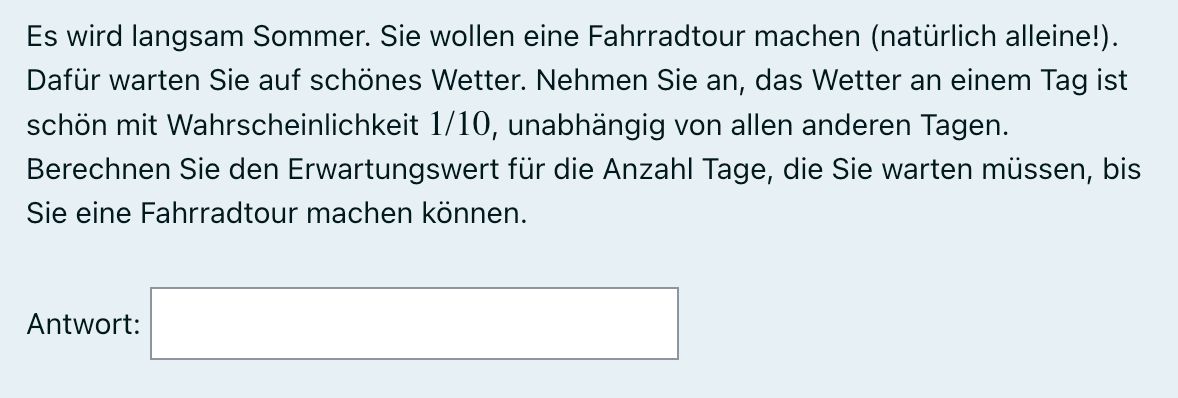 Es wird langsam Sommer. Sie wollen eine Fahrradtour machen (natürlich alleine!).
Dafür warten Sie auf schönes Wetter. Nehmen Sie an, das Wetter an einem Tag ist
schön mit Wahrscheinlichkeit 1/10, unabhängig von allen anderen Tagen.
Berechnen Sie den Erwartungswert für die Anzahl Tage, die Sie warten müssen, bis
Sie eine Fahrradtour machen können.
Antwort: